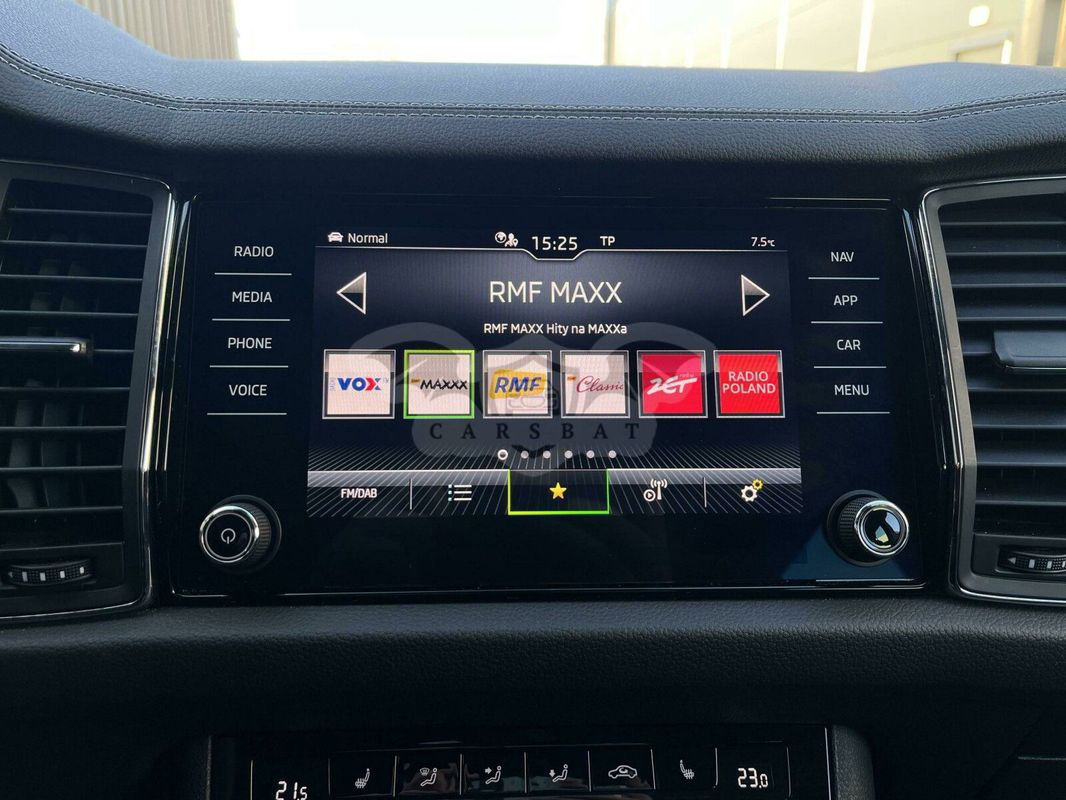 Normal
15:25
TP
7.5°C
RADIO
MEDIA
PHONE
VOICE
NAV
APP
CAR
MENU
RMF MAXX
RMF MAXX Hity na MAXXa
VOX
MAXXX
RMF
Classic
ZET
RADIO
POLAND
CARSBAT
FM/DAB
21.5
23.0